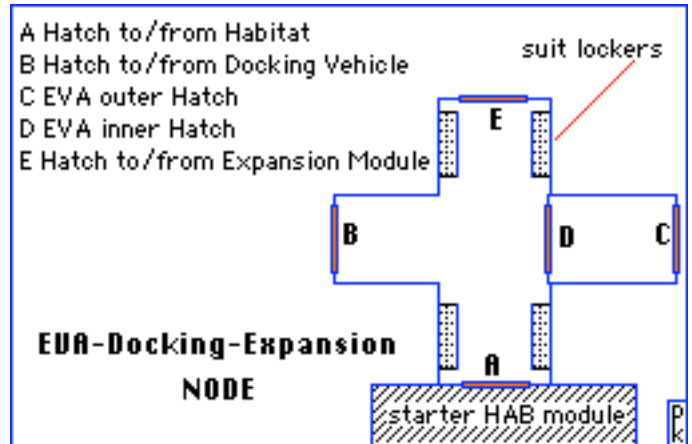 A Hatch to/from Habitat
B Hatch to/from Docking Vehicle
C EVA outer Hatch
D EVA inner Hatch
E Hatch to/from Expansion Module
suit lockers
E
B
D
C
A
EVA-Docking-Expansion
NODE
starter HAB module
P
k